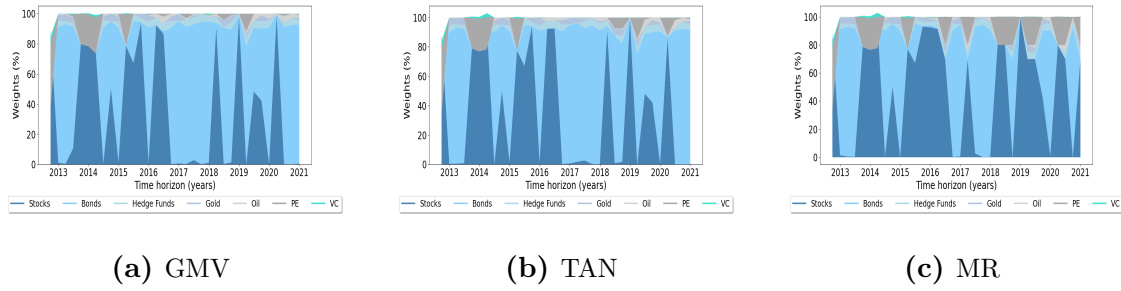 Weights (%)
100
80
60
40
20
0
2013 2014 2015 2016 2017 2018 2019 2020 2021
Time horizon (years)
Stocks Bonds Hedge Funds Gold Oil PE VC
(a) GMV
Weights (%)
100
80
60
40
20
0
2013 2014 2015 2016 2017 2018 2019 2020 2021
Time horizon (years)
Stocks Bonds Hedge Funds Gold Oil PE VC
(b) TAN
Weights (%)
100
80
60
40
20
0
2013 2014 2015 2016 2017 2018 2019 2020 2021
Time horizon (years)
Stocks Bonds Hedge Funds Gold Oil PE VC
(c) MR